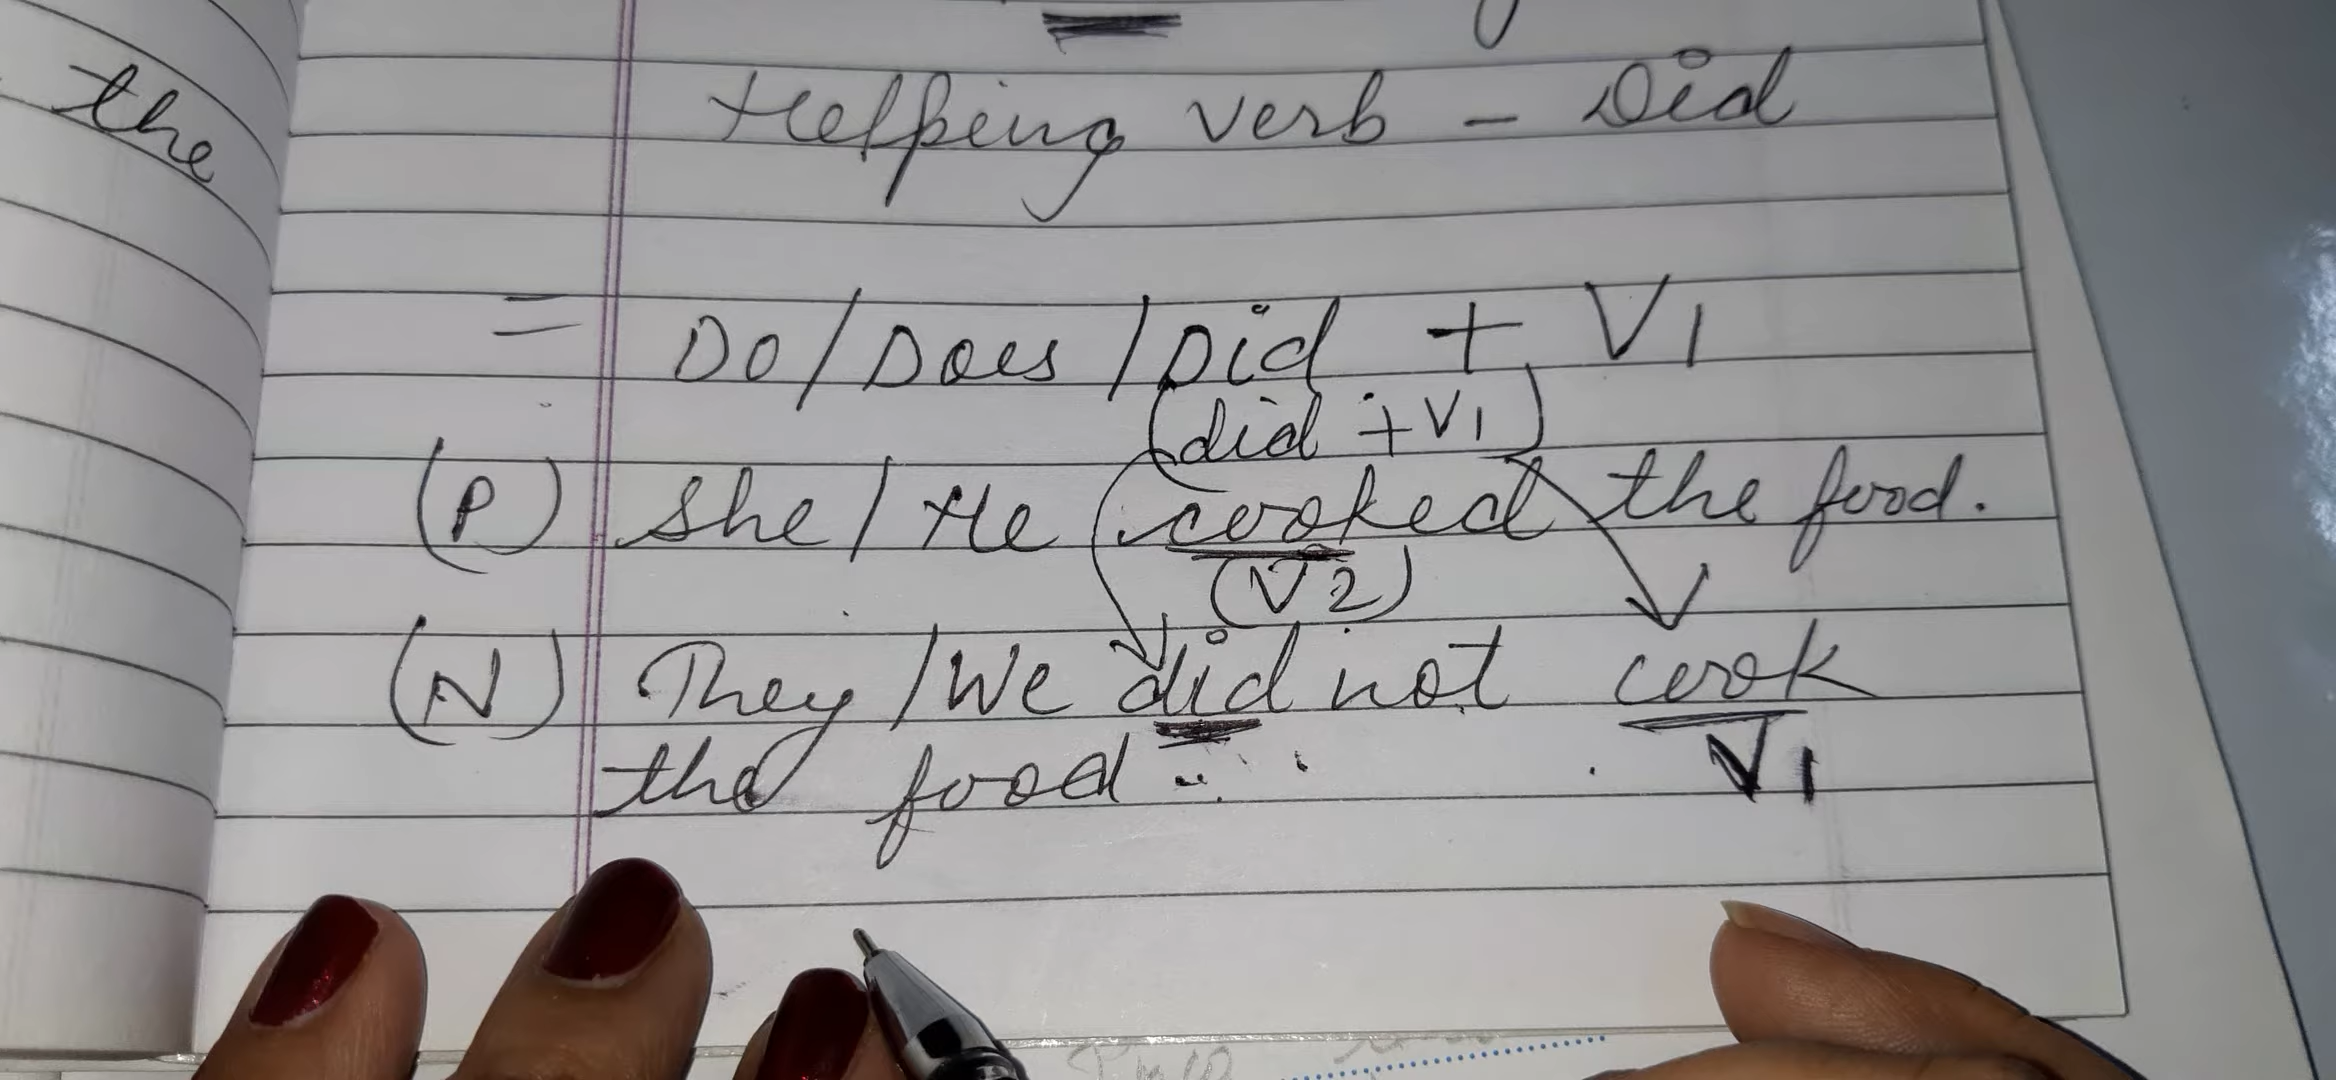 the
Helping verb - Did
= Do/Does/Did + V1
(did + V1)
(P) She/He cooked the food.
(V2)
(N) They/We did not cook
V1
the food.